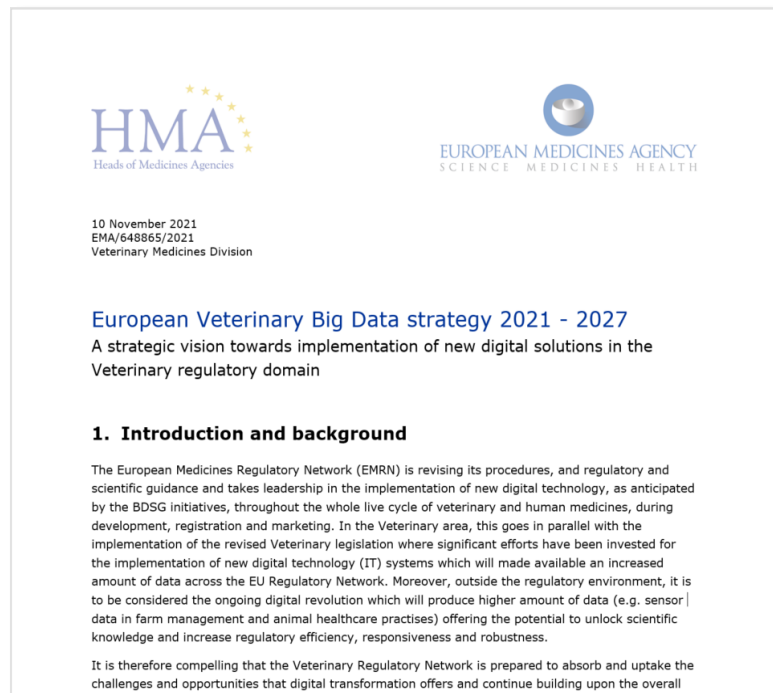 HMA
Heads of Medicines Agencies
EUROPEAN MEDICINES AGENCY
SCIENCE MEDICINES HEALTH
10 November 2021
EMA/648865/2021
Veterinary Medicines Division
European Veterinary Big Data strategy 2021 - 2027
A strategic vision towards implementation of new digital solutions in the
Veterinary regulatory domain
1. Introduction and background
The European Medicines Regulatory Network (EMRN) is revising its procedures, and regulatory and
scientific guidance and takes leadership in the implementation of new digital technology, as anticipated
by the BDSG initiatives, throughout the whole live cycle of veterinary and human medicines, during
development, registration and marketing. In the Veterinary area, this goes in parallel with the
implementation of the revised Veterinary legislation where significant efforts have been invested for
the implementation of new digital technology (IT) systems which will made available an increased
amount of data across the EU Regulatory Network. Moreover, outside the regulatory environment, it is
to be considered the ongoing digital revolution which will produce higher amount of data (e.g. sensor
data in farm management and animal healthcare practises) offering the potential to unlock scientific
knowledge and increase regulatory efficiency, responsiveness and robustness.
It is therefore compelling that the Veterinary Regulatory Network is prepared to absorb and uptake the
challenges and opportunities that digital transformation offers and continue building upon the overall